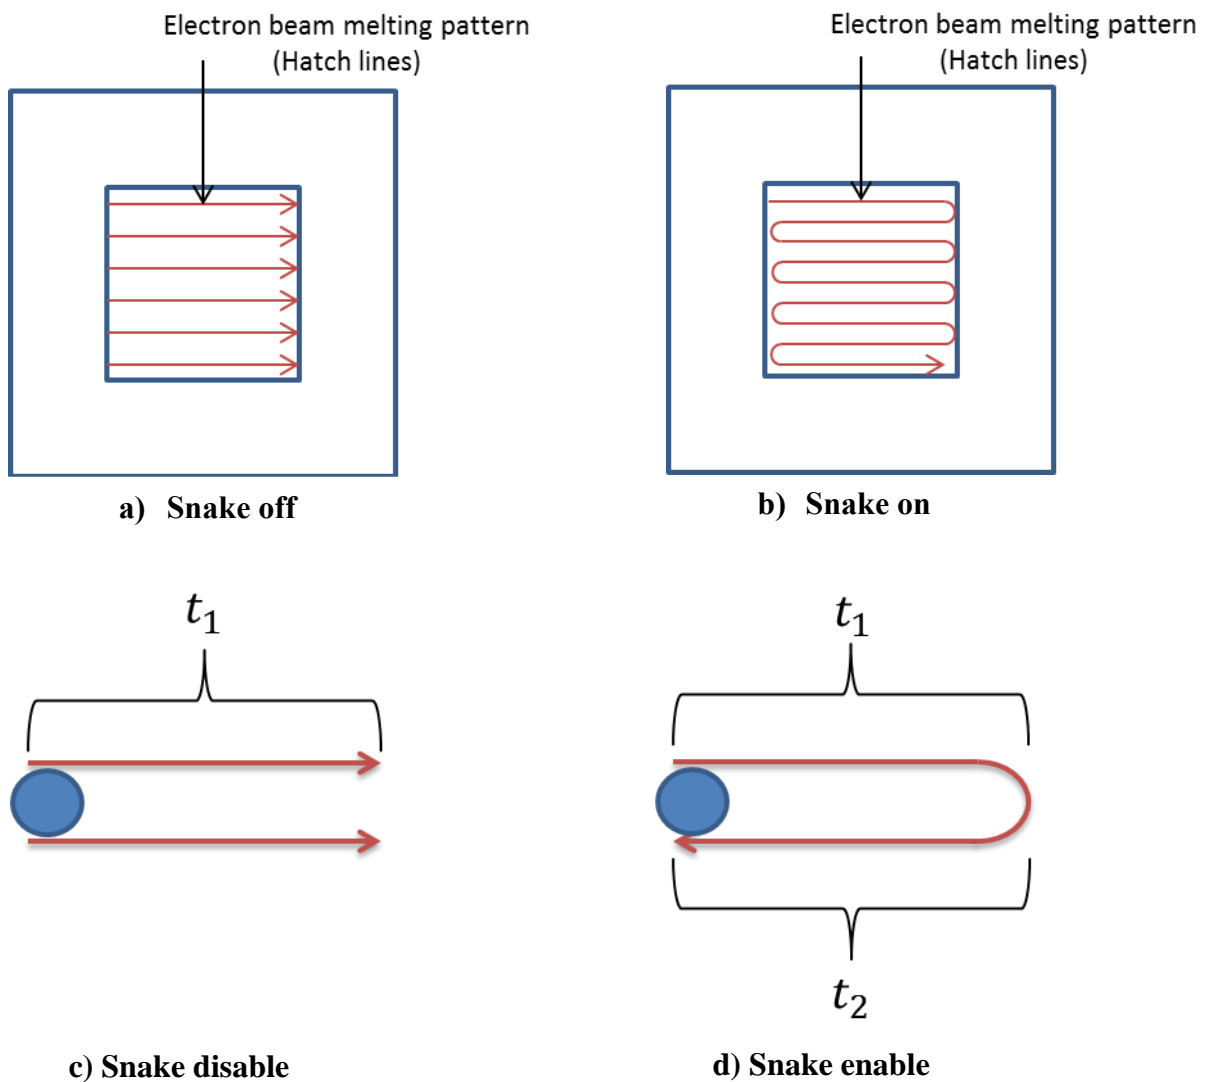 Electron beam melting pattern
(Hatch lines)
Electron beam melting pattern
(Hatch lines)
a) Snake off
b) Snake on
t₁
t₁
t₂
c) Snake disable
d) Snake enable